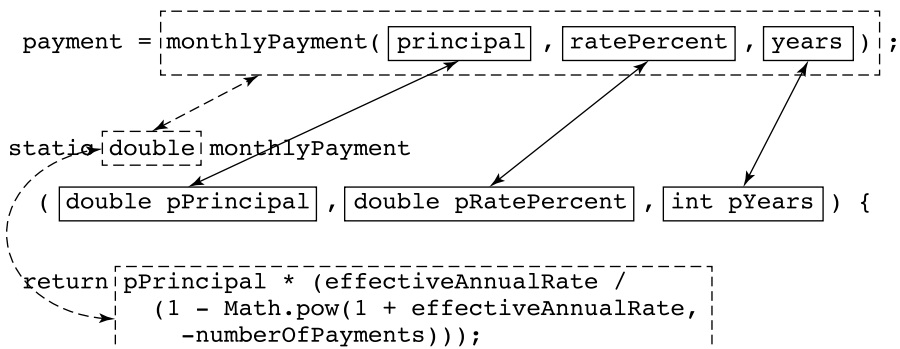 payment = monthlyPayment( principal , ratePercent , years ) ;
static double monthlyPayment
( double pPrincipal , double pRatePercent , int pYears ) {
return pPrincipal * (effectiveAnnualRate /
(1 - Math.pow(1 + effectiveAnnualRate,
-numberOfPayments)));